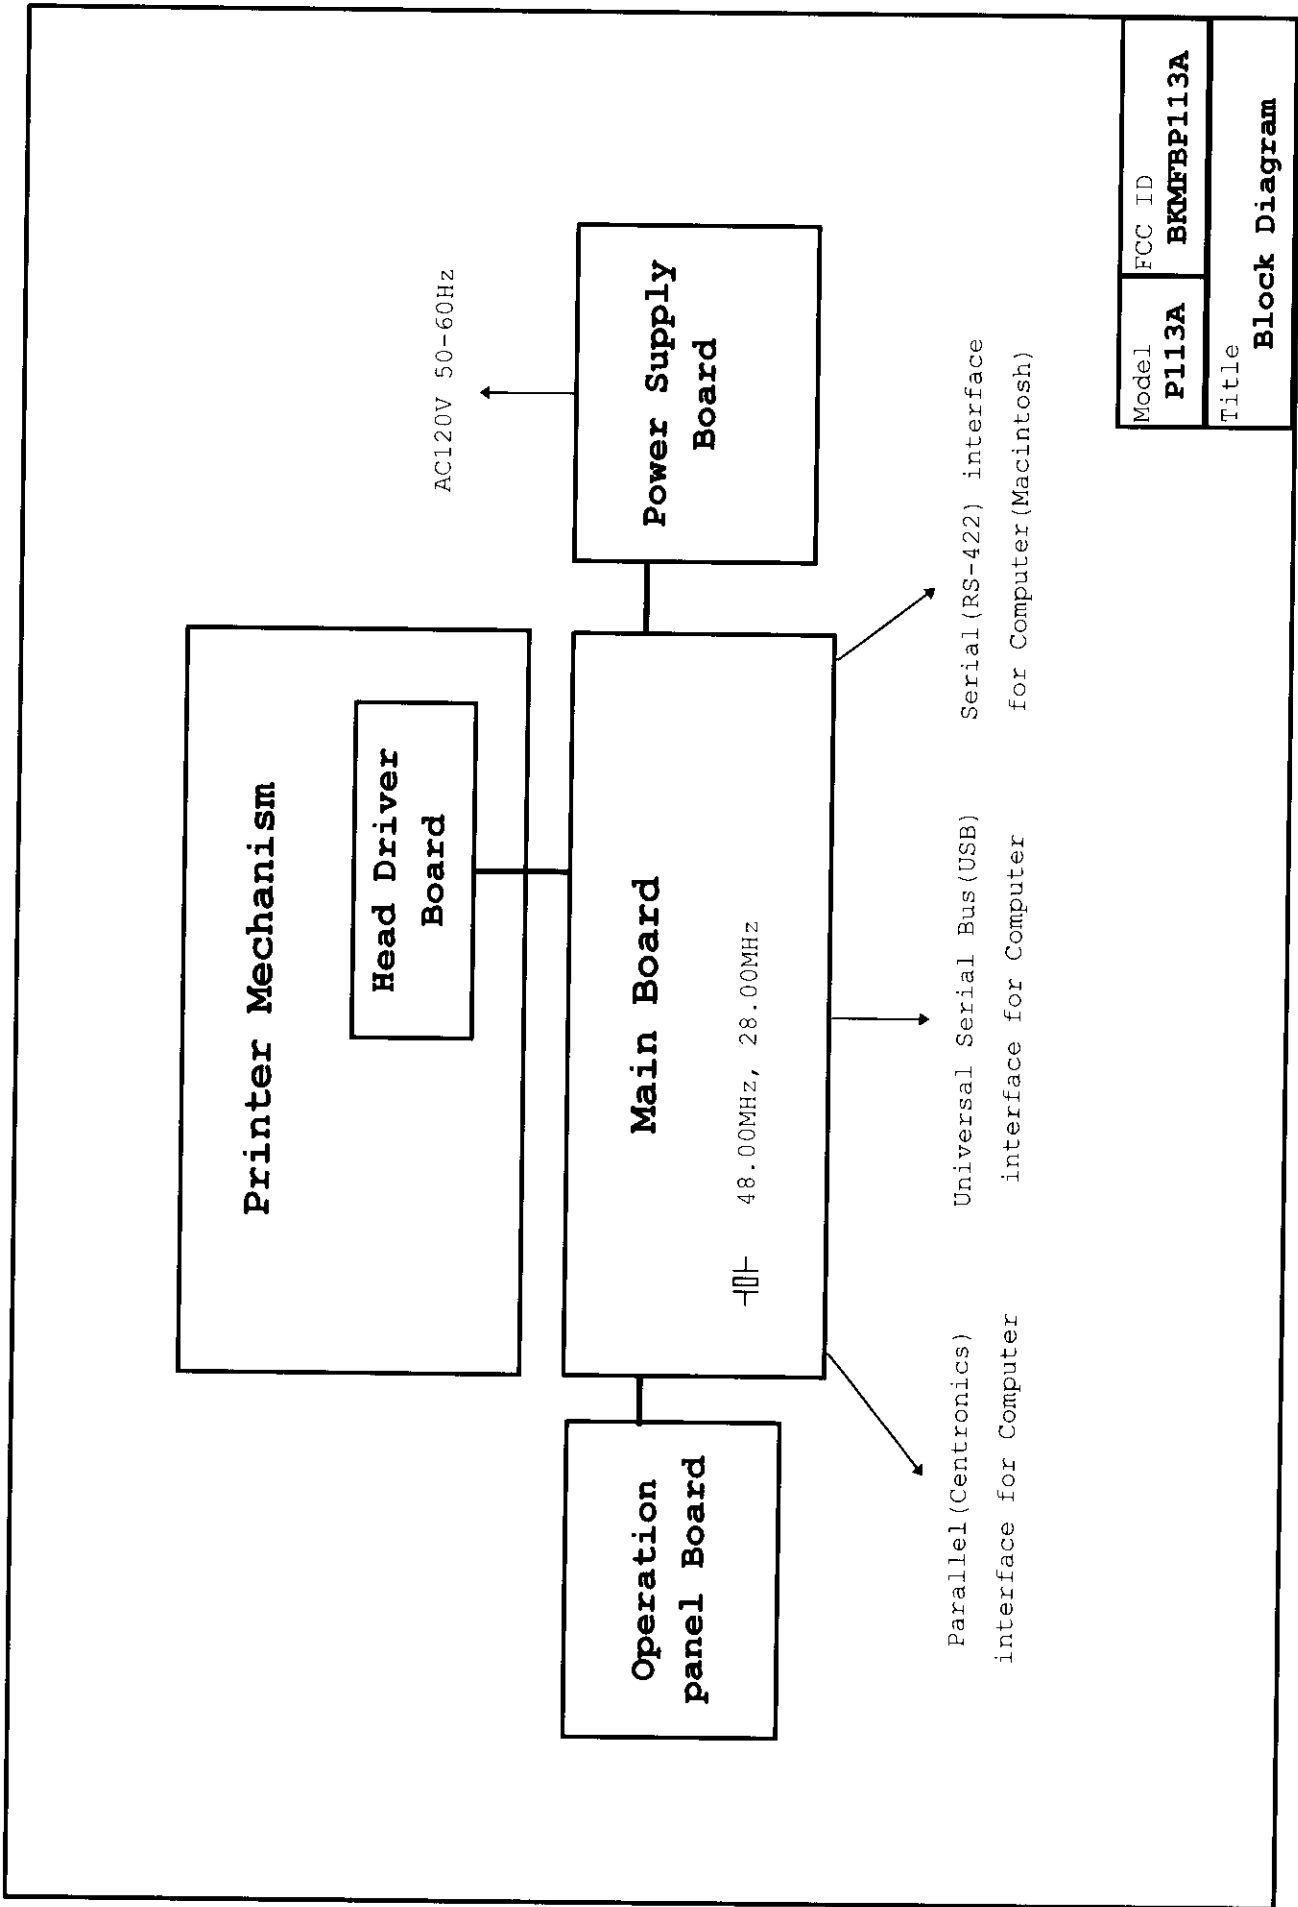 Printer Mechanism
Head Driver
Board
AC120V 50-60Hz
Operation
panel Board
Main Board
48.00MHz, 28.00MHz
Power Supply
Board
Parallel(Centronics)
interface for Computer
Universal Serial Bus(USB)
interface for Computer
Serial(RS-422) interface
for Computer(Macintosh)
Model
P113A
FCC ID
BKMFBP113A
Title
Block Diagram